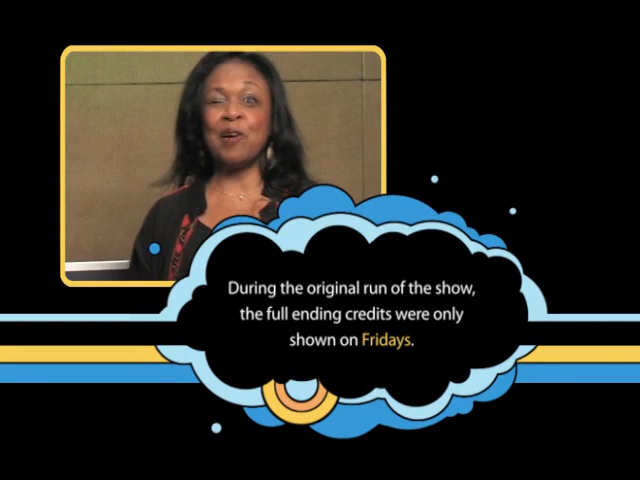 During the original run of the show,
the full ending credits were only
shown on Fridays.